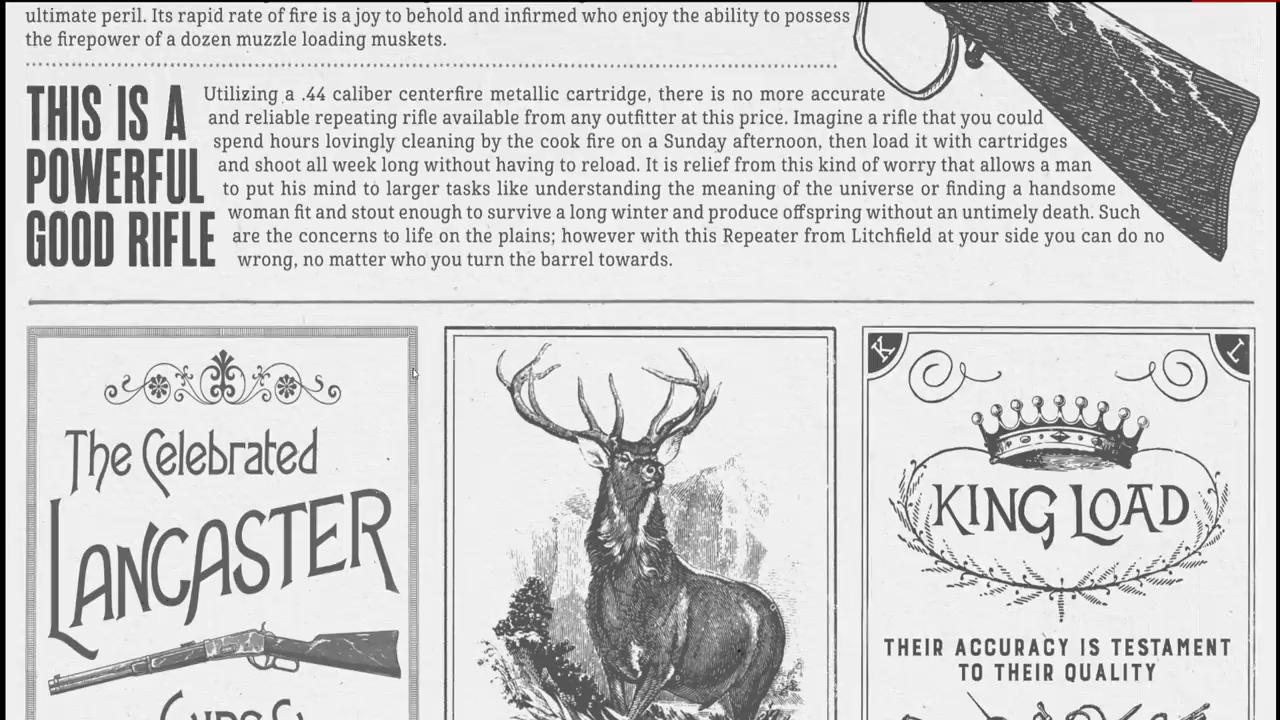 ultimate peril. Its rapid rate of fire is a joy to behold and infirmed who enjoy the ability to possess
the firepower of a dozen muzzle loading muskets.
THIS IS A
POWERFUL
GOOD RIFLE
Utilizing a .44 caliber centerfire metallic cartridge, there is no more accurate
and reliable repeating rifle available from any outfitter at this price. Imagine a rifle that you could
spend hours lovingly cleaning by the cook fire on a Sunday afternoon, then load it with cartridges
and shoot all week long without having to reload. It is relief from this kind of worry that allows a man
to put his mind to larger tasks like understanding the meaning of the universe or finding a handsome
woman fit and stout enough to survive a long winter and produce offspring without an untimely death. Such
are the concerns to life on the plains; however with this Repeater from Litchfield at your side you can do no
wrong, no matter who you turn the barrel towards.
The Celebrated
LANCASTER
K
L
KING LOAD
THEIR ACCURACY IS TESTAMENT
TO THEIR QUALITY